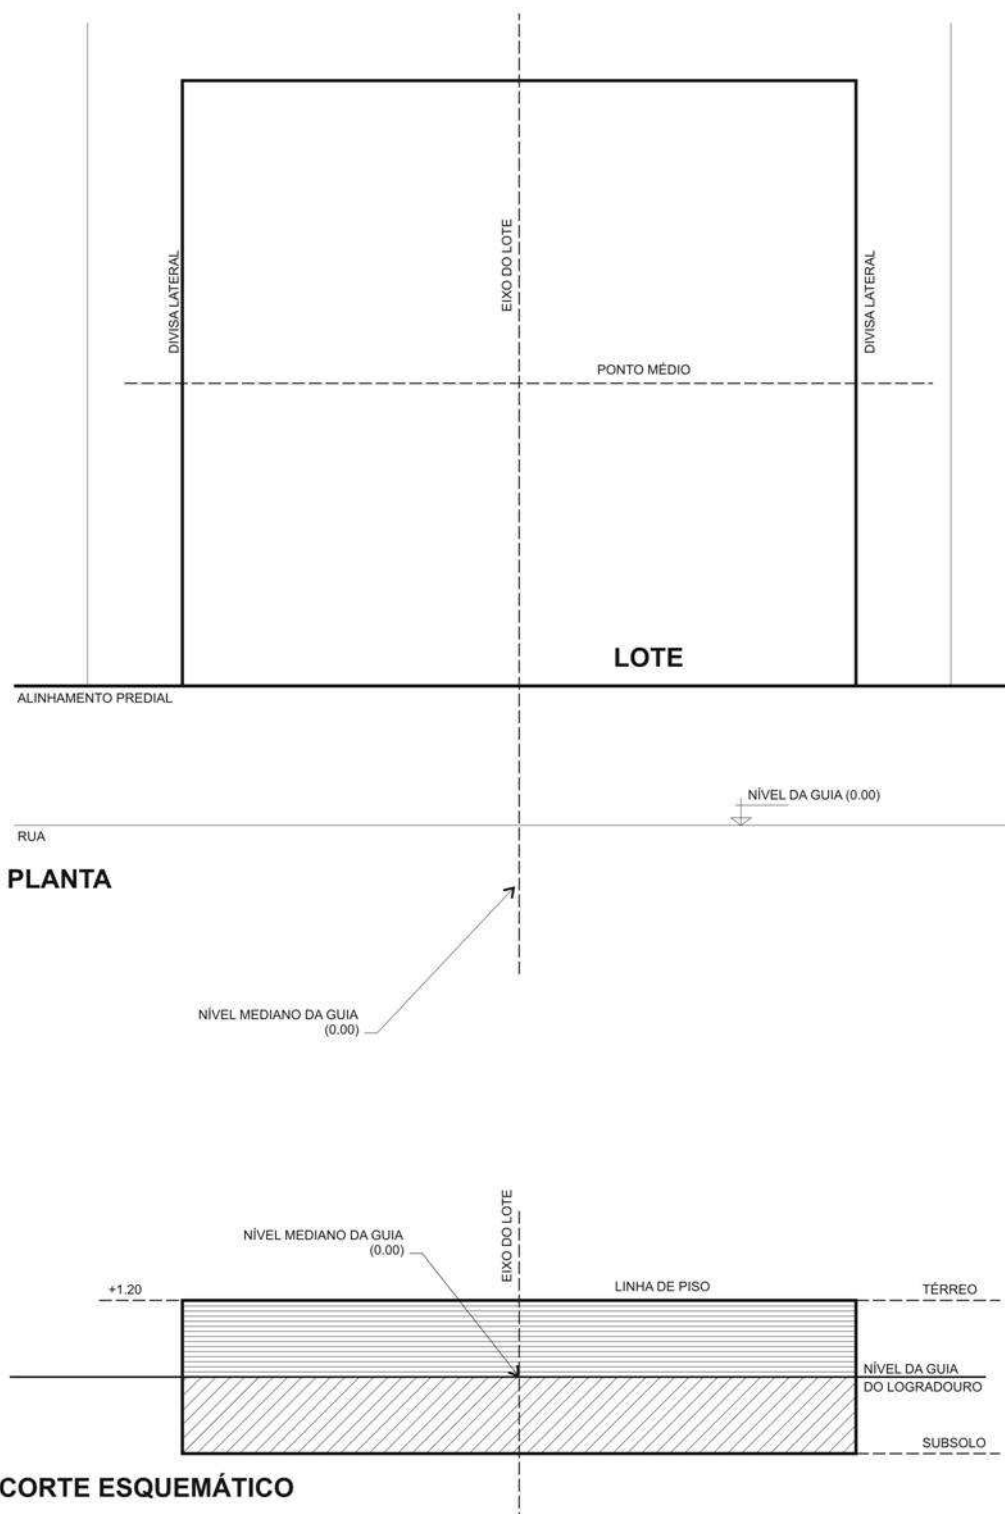 EIXO DO LOTE
DIVISA LATERAL
DIVISA LATERAL
PONTO MÉDIO
LOTE
ALINHAMENTO PREDIAL
NÍVEL DA GUIA (0.00)
RUA
PLANTA
NÍVEL MEDIANO DA GUIA
(0.00)
EIXO DO LOTE
NÍVEL MEDIANO DA GUIA
(0.00)
+1.20
LINHA DE PISO
TÉRREO
NÍVEL DA GUIA
DO LOGRADOURO
SUBSOLO
CORTE ESQUEMÁTICO